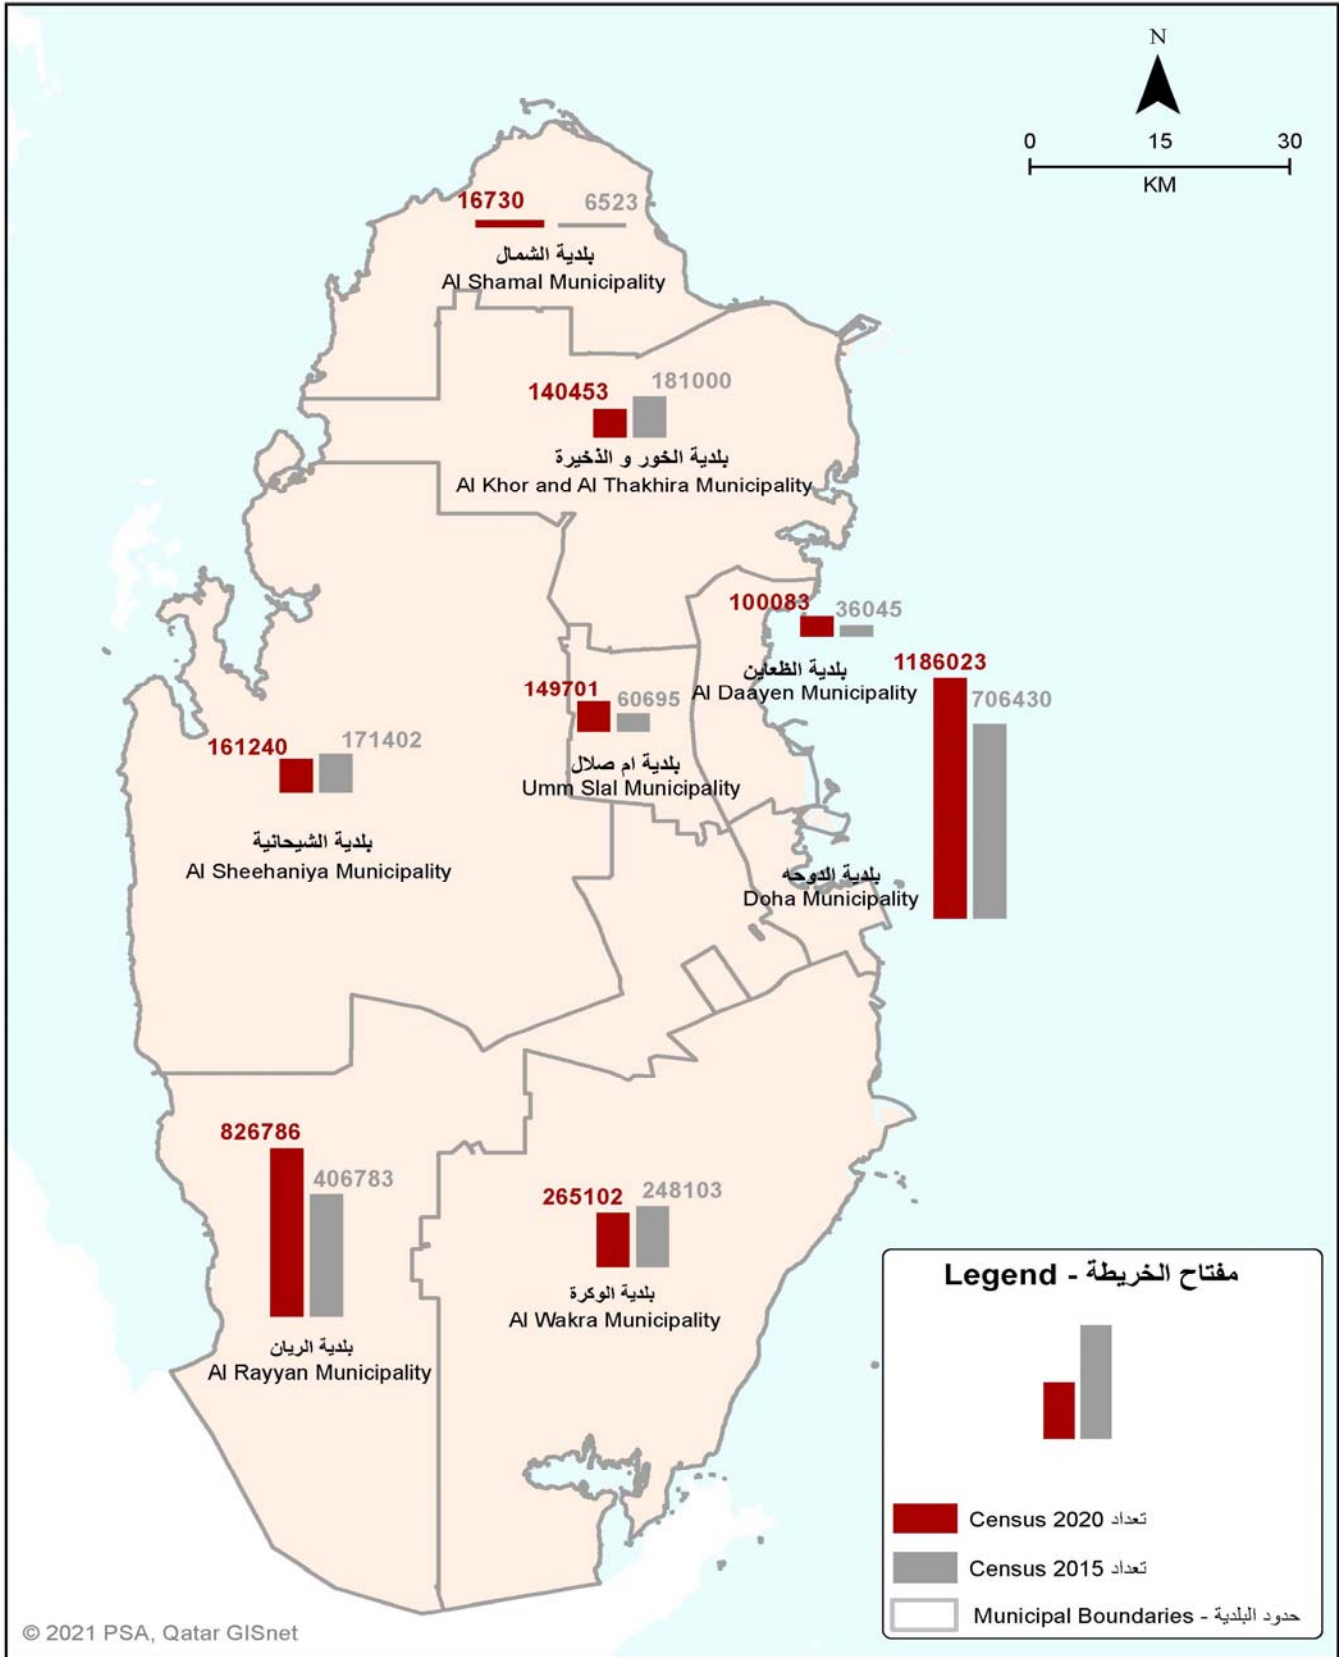 N
0 15 30
KM
16730 6523
بلدية الشمال
Al Shamal Municipality
140453 181000
بلدية الخور و الذخيرة
Al Khor and Al Thakhira Municipality
100083 36045
بلدية الظعاين
Al Daayen Municipality
1186023
706430
149701 60695
بلدية ام صلال
Umm Slal Municipality
161240 171402
بلدية الشيحانية
Al Sheehaniya Municipality
بلدية الدوحه
Doha Municipality
826786
406783
بلدية الريان
Al Rayyan Municipality
265102 248103
بلدية الوكرة
Al Wakra Municipality
Legend - مفتاح الخريطة
Census 2020 تعداد
Census 2015 تعداد
Municipal Boundaries - حدود البلدية
© 2021 PSA, Qatar GISnet